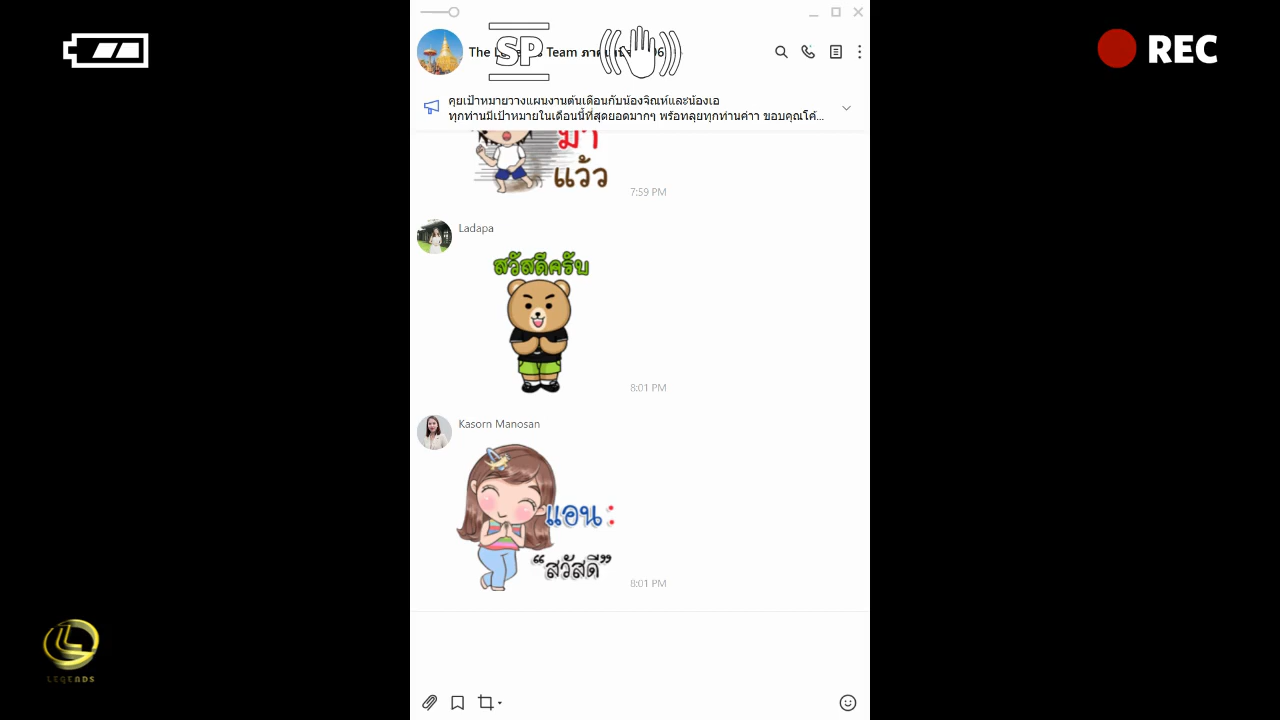 SP
REC
The
Team
คุยเป้าหมายวางแผนงานต้นเดือนกับน้องจิณห์และน้องเอ
ทุกท่านมีเป้าหมายในเดือนนี้ที่สุดยอดมากๆ พร้อมลุยทุกท่านค่าา ขอบคุณโค้...
มา
แว้ว
7:59 PM
Ladapa
สวัสดีครับ
8:01 PM
Kasorn Manosan
แอน :
“สวัสดี”
8:01 PM
LEGENDS